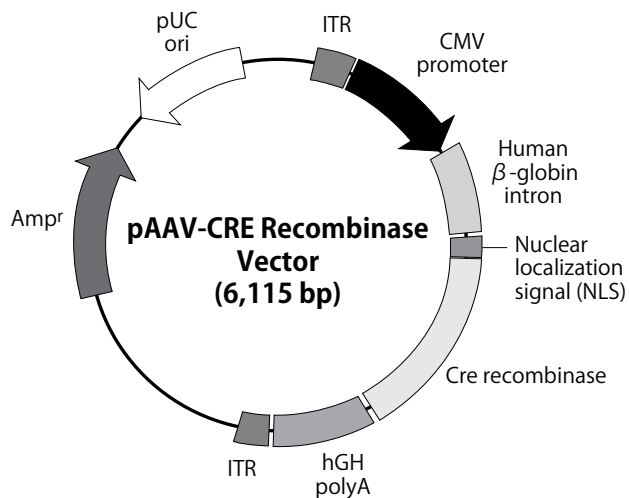 pUC
ori
ITR
CMV
promoter
Human
β-globin
intron
Ampʳ
pAAV-CRE Recombinase
Vector
(6,115 bp)
Nuclear
localization
signal (NLS)
Cre recombinase
ITR
hGH
polyA